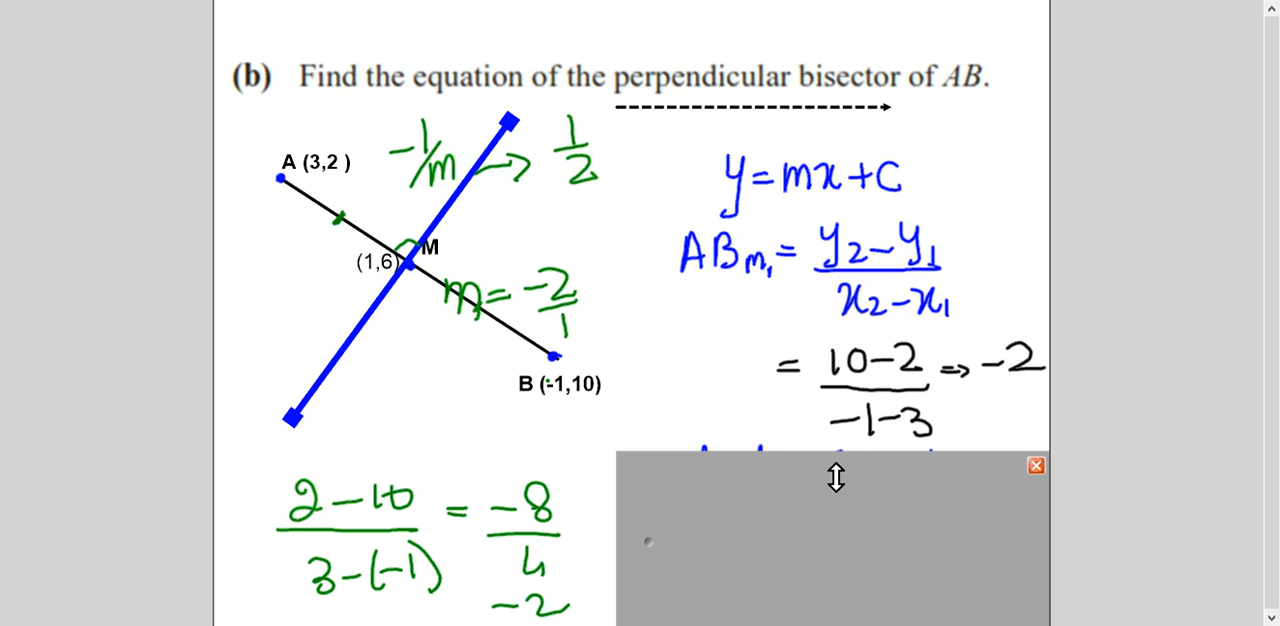 (b) Find the equation of the perpendicular bisector of AB.
A (3,2 )
-1/m → 1/2
y = mx + c
M
(1,6)
AB m₁ = y₂ - y₁ / x₂ - x₁
m = -2/1
= 10 - 2 / -1 - 3 ⇒ -2
B (-1,10)
2 - 10 / 3 - (-1) = -8 / 4
-2